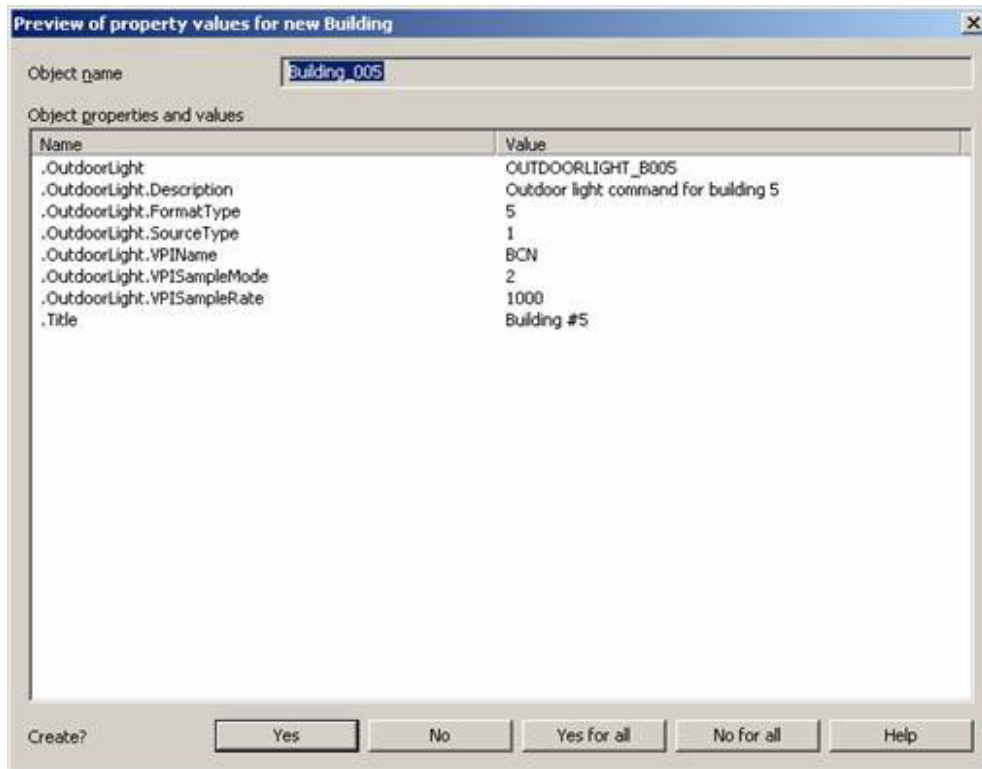 Preview of property values for new Building
Object name Building_005
Object properties and values
Name Value
.OutdoorLight OUTDOORLIGHT_B005
.OutdoorLight.Description Outdoor light command for building 5
.OutdoorLight.FormatType 5
.OutdoorLight.SourceType 1
.OutdoorLight.VPIName BCN
.OutdoorLight.VPISampleMode 2
.OutdoorLight.VPISampleRate 1000
.Title Building #5
Create? Yes No Yes for all No for all Help